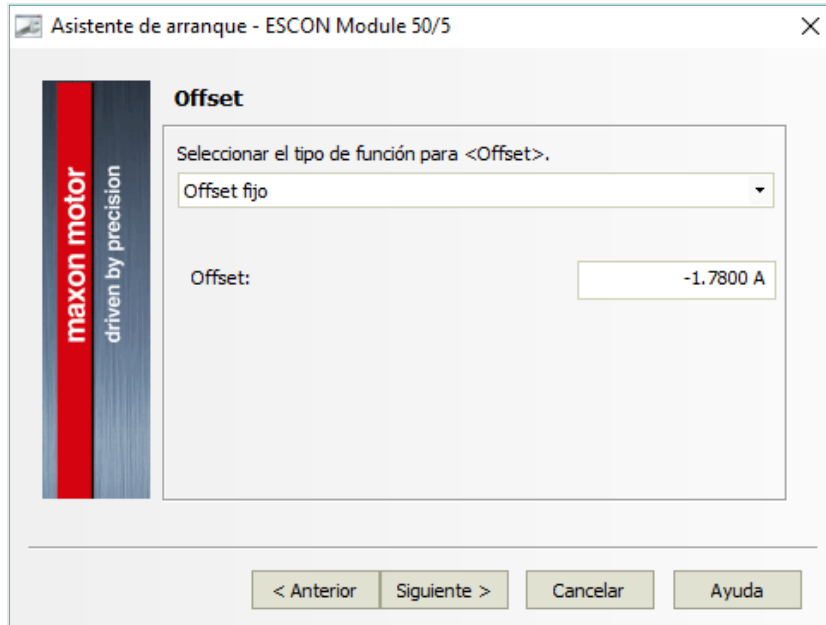 Asistente de arranque - ESCON Module 50/5
maxon motor
driven by precision
Offset
Seleccionar el tipo de función para <Offset>.
Offset fijo
Offset:
-1.7800 A
< Anterior
Siguiente >
Cancelar
Ayuda